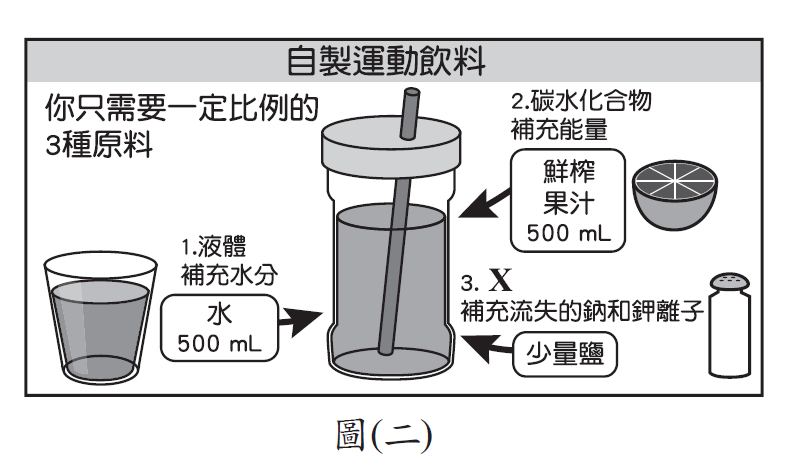 自製運動飲料
你只需要一定比例的
3種原料
1.液體
補充水分
水
500 mL
2.碳水化合物
補充能量
鮮榨
果汁
500 mL
3. X
補充流失的鈉和鉀離子
少量鹽
圖(二)